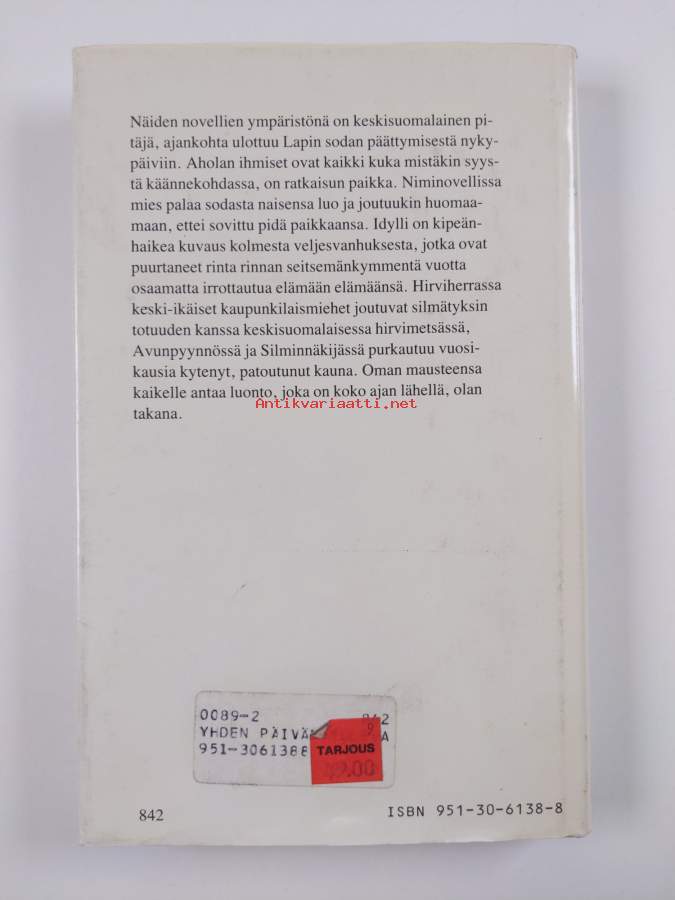 Näiden novellien ympäristönä on keskisuomalainen pi-
täjä, ajankohta ulottuu Lapin sodan päättymisestä nyky-
päiviin. Aholan ihmiset ovat kaikki kuka mistäkin syys-
tä käännekohdassa, on ratkaisun paikka. Niminovellissa
mies palaa sodasta naisensa luo ja joutuukin huomaa-
maan, ettei sovittu pidä paikkaansa. Idylli on kipeän-
haikea kuvaus kolmesta veljesvanhuksesta, jotka ovat
puurtaneet rinta rinnan seitsemänkymmentä vuotta
osaamatta irrottautua elämään elämäänsä. Hirviherrassa
keski-ikäiset kaupunkilaismiehet joutuvat silmätyksin
totuuden kanssa keskisuomalaisessa hirvimetsässä,
Avunpyynnössä ja Silminnäkijässä purkautuu vuosi-
kausia kytenyt, patoutunut kauna. Oman mausteensa
kaikelle antaa luonto, joka on koko ajan lähellä, olan
takana.
Antikvariaatti.net
0089-2
YHDEN PÄIVÄ
951-3061388
TARJOUS
49.00
842
ISBN 951-30-6138-8